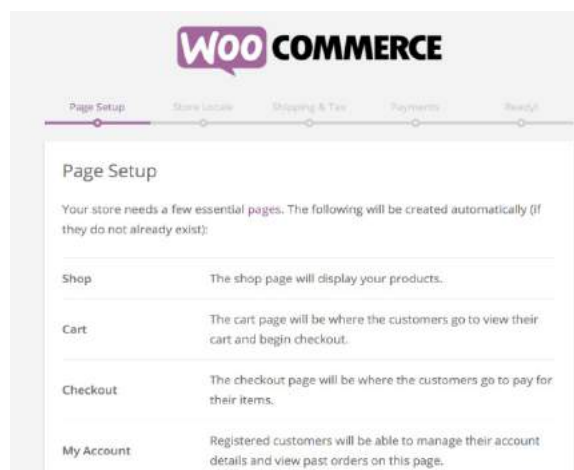 WOO COMMERCE
Page Setup Store Locale Shipping & Tax Payments Ready!
Page Setup
Your store needs a few essential pages. The following will be created automatically (if
they do not already exist):
Shop The shop page will display your products.
Cart The cart page will be where the customers go to view their
cart and begin checkout.
Checkout The checkout page will be where the customers go to pay for
their items.
My Account Registered customers will be able to manage their account
details and view past orders on this page.